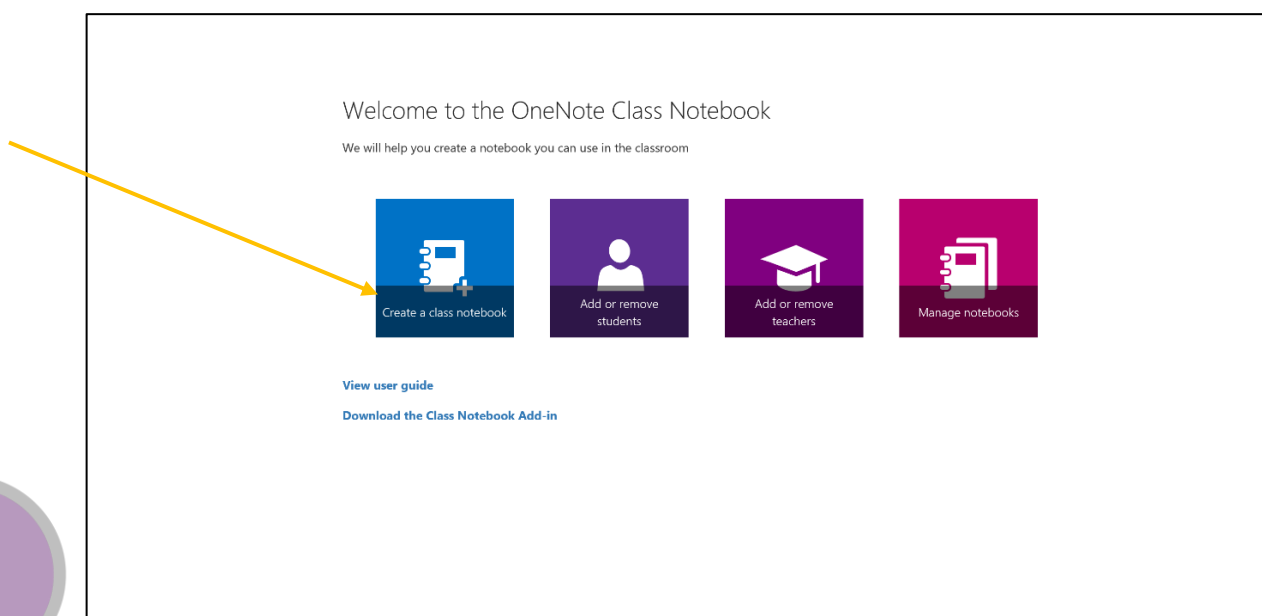 Welcome to the OneNote Class Notebook
We will help you create a notebook you can use in the classroom
Create a class notebook
Add or remove
students
Add or remove
teachers
Manage notebooks
View user guide
Download the Class Notebook Add-in